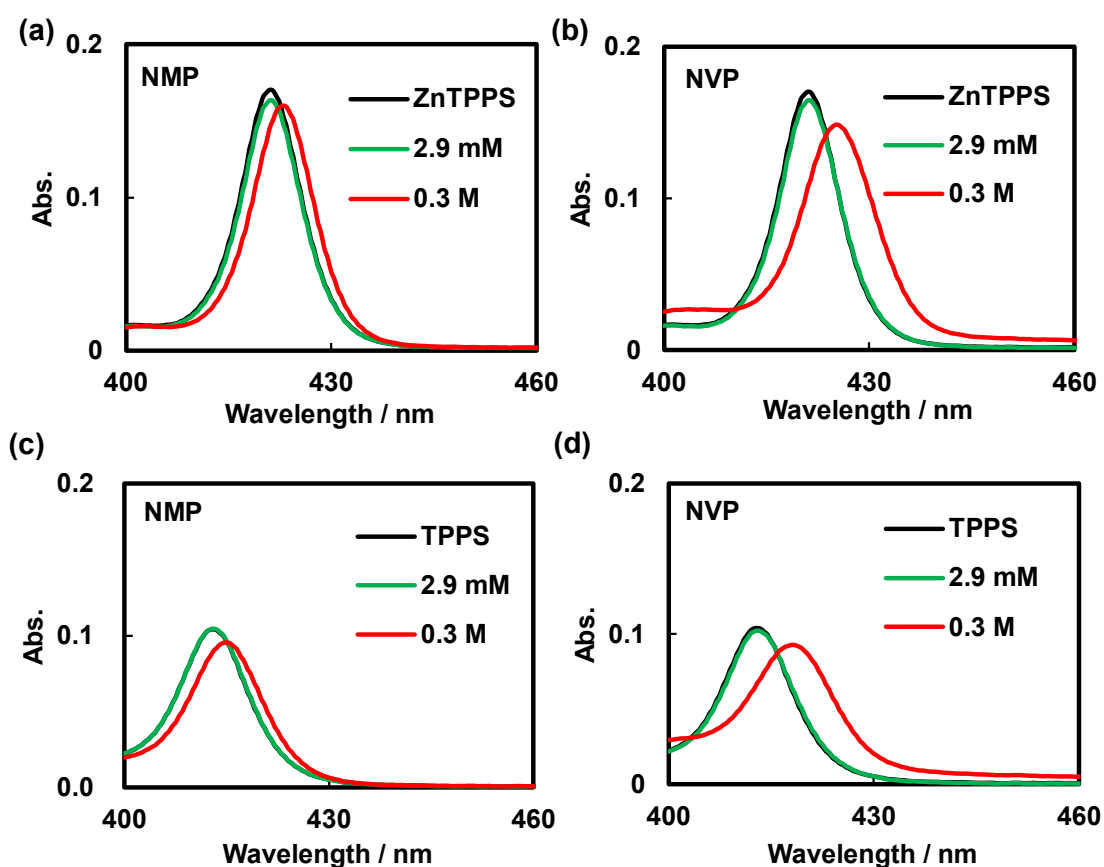 (a)
0.2
NMP
ZnTPPS
2.9 mM
0.3 M
0.1
Abs.
0
400
430
460
Wavelength / nm
(b)
0.2
NVP
ZnTPPS
2.9 mM
0.3 M
0.1
Abs.
0
400
430
460
Wavelength / nm
(c)
0.2
NMP
TPPS
2.9 mM
0.3 M
0.1
Abs.
0.0
400
430
460
Wavelength / nm
(d)
0.2
NVP
TPPS
2.9 mM
0.3 M
0.1
Abs.
0
400
430
460
Wavelength / nm